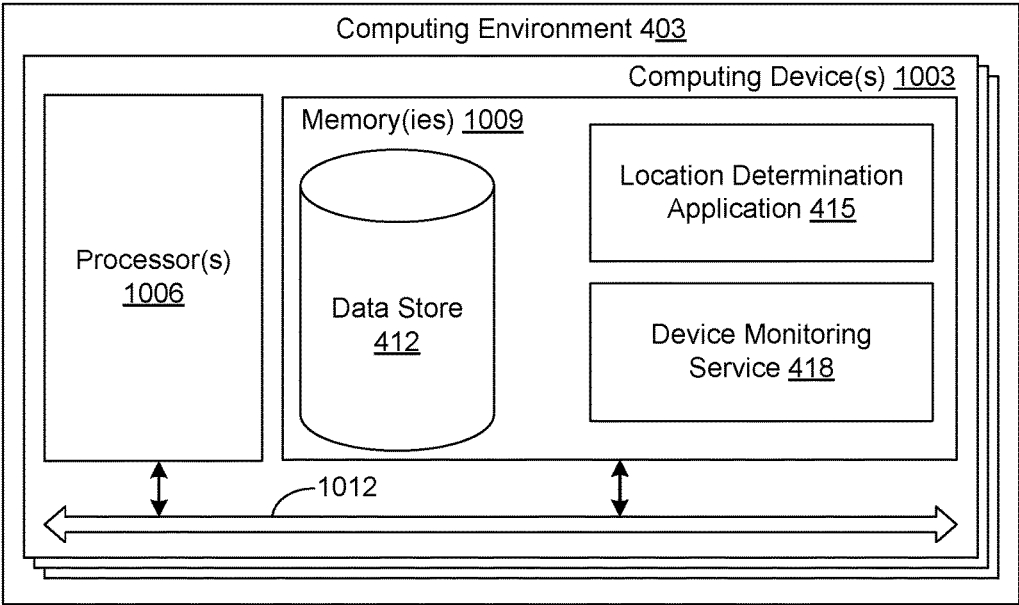 Computing Environment 403
Computing Device(s) 1003
Memory(ies) 1009
Location Determination
Application 415
Processor(s)
1006
Data Store
412
Device Monitoring
Service 418
1012